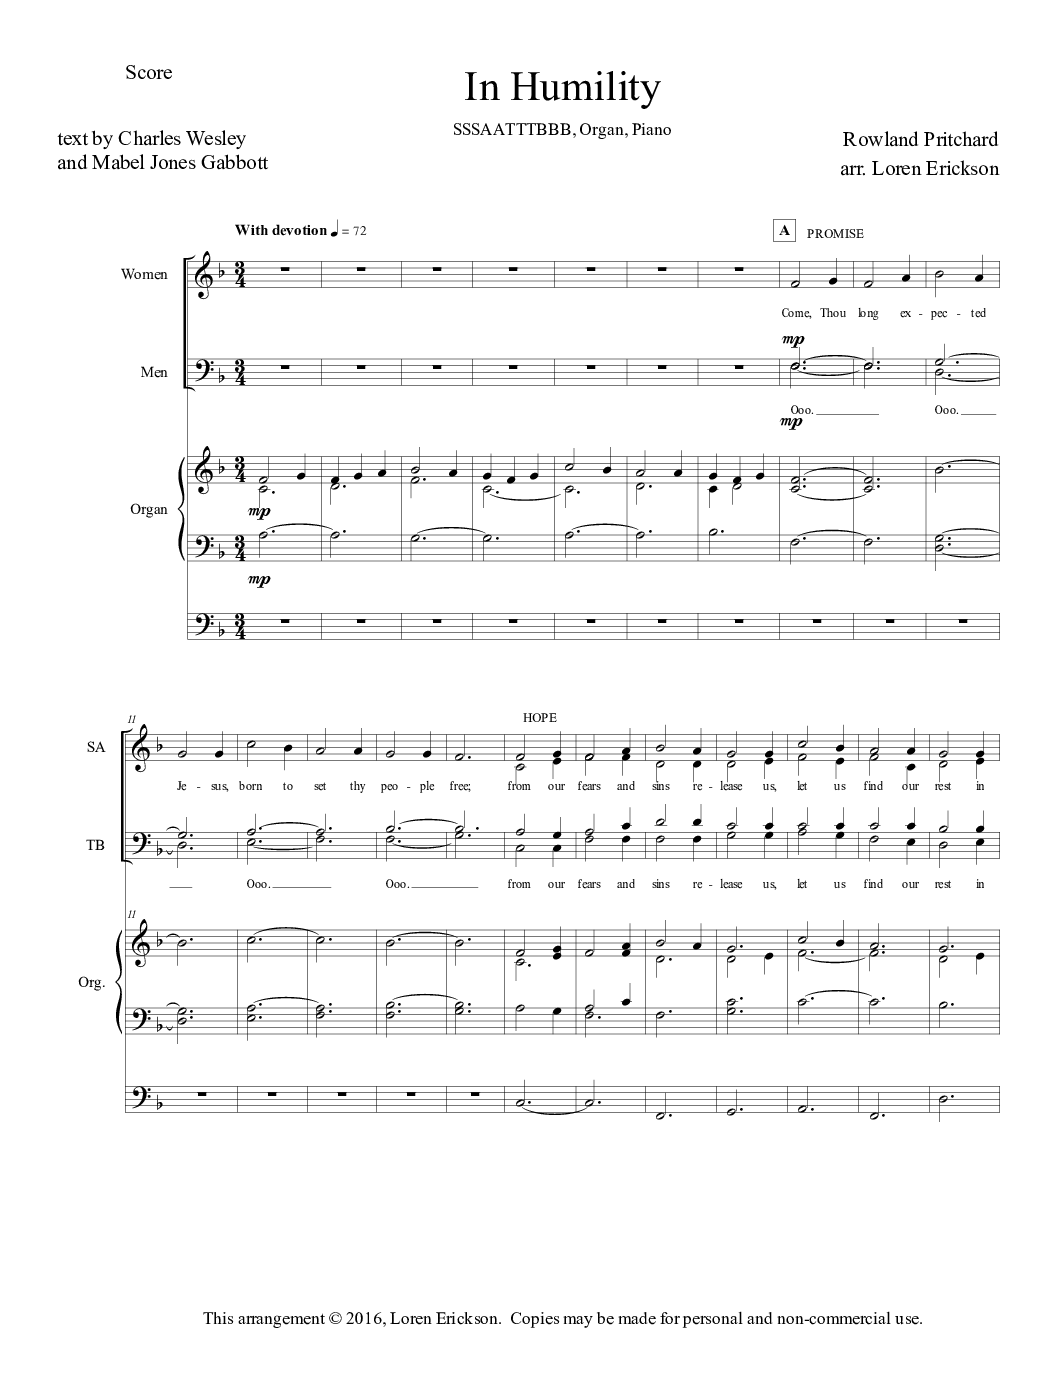 Score
In Humility
SSSAATTTBBB, Organ, Piano
text by Charles Wesley
and Mabel Jones Gabbott
Rowland Pritchard
arr. Loren Erickson
With devotion ♩ = 72
A PROMISE
Women
Come, Thou long ex - pec - ted
mp
Men
Ooo. Ooo.
mp
Organ
mp
mp
11
HOPE
SA
Je - sus, born to set thy peo - ple free; from our fears and sins re - lease us, let us find our rest in
TB
Ooo. Ooo. from our fears and sins re - lease us, let us find our rest in
11
Org.
This arrangement © 2016, Loren Erickson. Copies may be made for personal and non-commercial use.